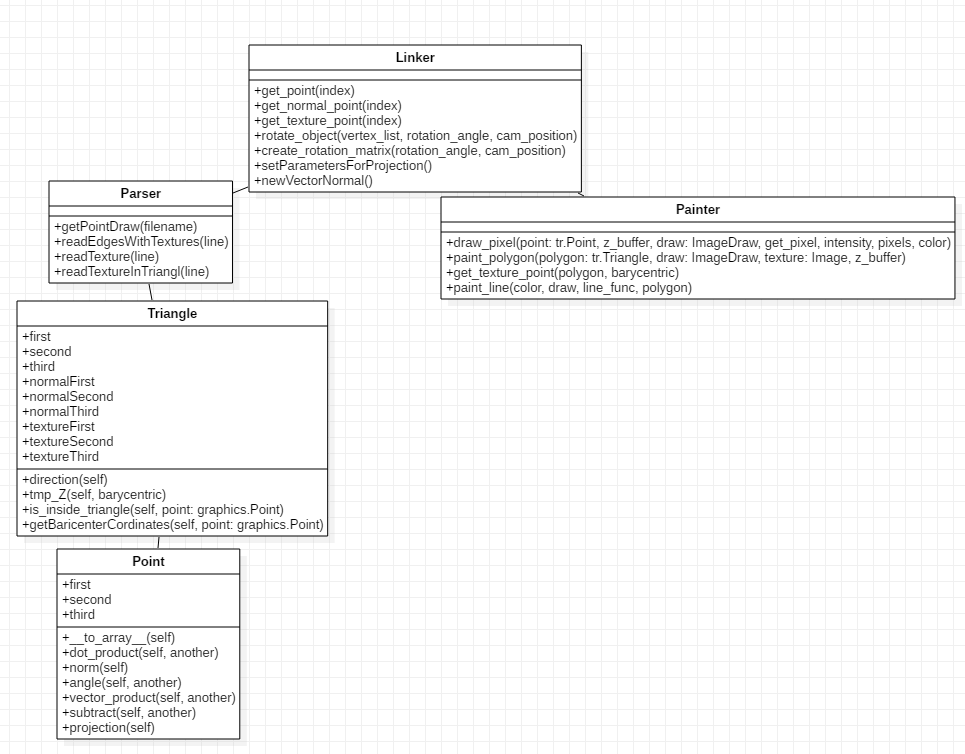 Linker
+get_point(index)
+get_normal_point(index)
+get_texture_point(index)
+rotate_object(vertex_list, rotation_angle, cam_position)
+create_rotation_matrix(rotation_angle, cam_position)
+setParametersForProjection()
+newVectorNormal()
Parser
+getPointDraw(filename)
+readEdgesWithTextures(line)
+readTexture(line)
+readTextureInTriangl(line)
Painter
+draw_pixel(point: tr.Point, z_buffer, draw: ImageDraw, get_pixel, intensity, pixels, color)
+paint_polygon(polygon: tr.Triangle, draw: ImageDraw, texture: Image, z_buffer)
+get_texture_point(polygon, barycentric)
+paint_line(color, draw, line_func, polygon)
Triangle
+first
+second
+third
+normalFirst
+normalSecond
+normalThird
+textureFirst
+textureSecond
+textureThird
+direction(self)
+tmp_Z(self, barycentric)
+is_inside_triangle(self, point: graphics.Point)
+getBaricenterCordinates(self, point: graphics.Point)
Point
+first
+second
+third
+__to_array__(self)
+dot_product(self, another)
+norm(self)
+angle(self, another)
+vector_product(self, another)
+subtract(self, another)
+projection(self)